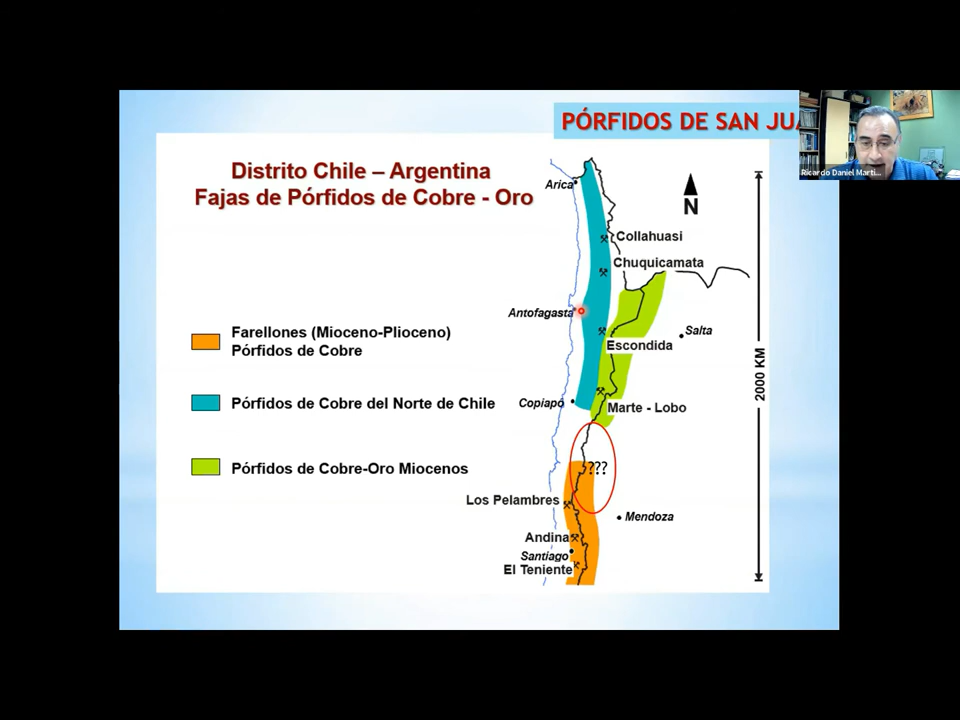 PÓRFIDOS DE SAN JUA
Ricardo Daniel Marti...
Distrito Chile – Argentina
Fajas de Pórfidos de Cobre - Oro
Arica
N
Collahuasi
Chuquicamata
Antofagasta
Salta
Escondida
Farellones (Mioceno-Plioceno)
Pórfidos de Cobre
2000 KM
Pórfidos de Cobre del Norte de Chile
Copiapó
Marte - Lobo
Pórfidos de Cobre-Oro Miocenos
???
Los Pelambres
Mendoza
Andina
Santiago
El Teniente